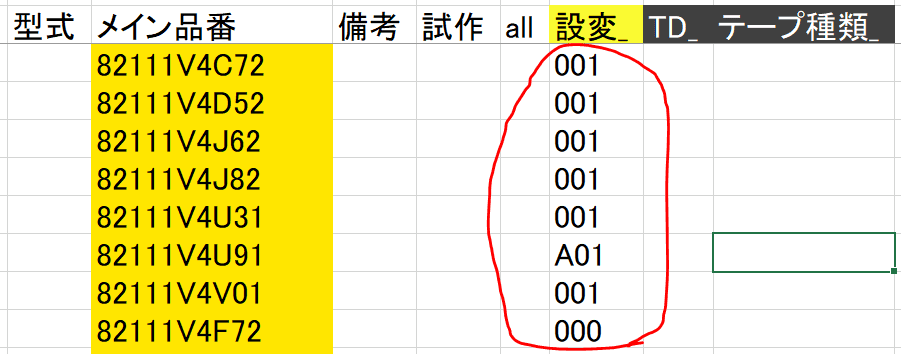 型式 メイン品番 備考 試作 all 設変_ TD_ テープ種類_
82111V4C72 001
82111V4D52 001
82111V4J62 001
82111V4J82 001
82111V4U31 001
82111V4U91 A01
82111V4V01 001
82111V4F72 000